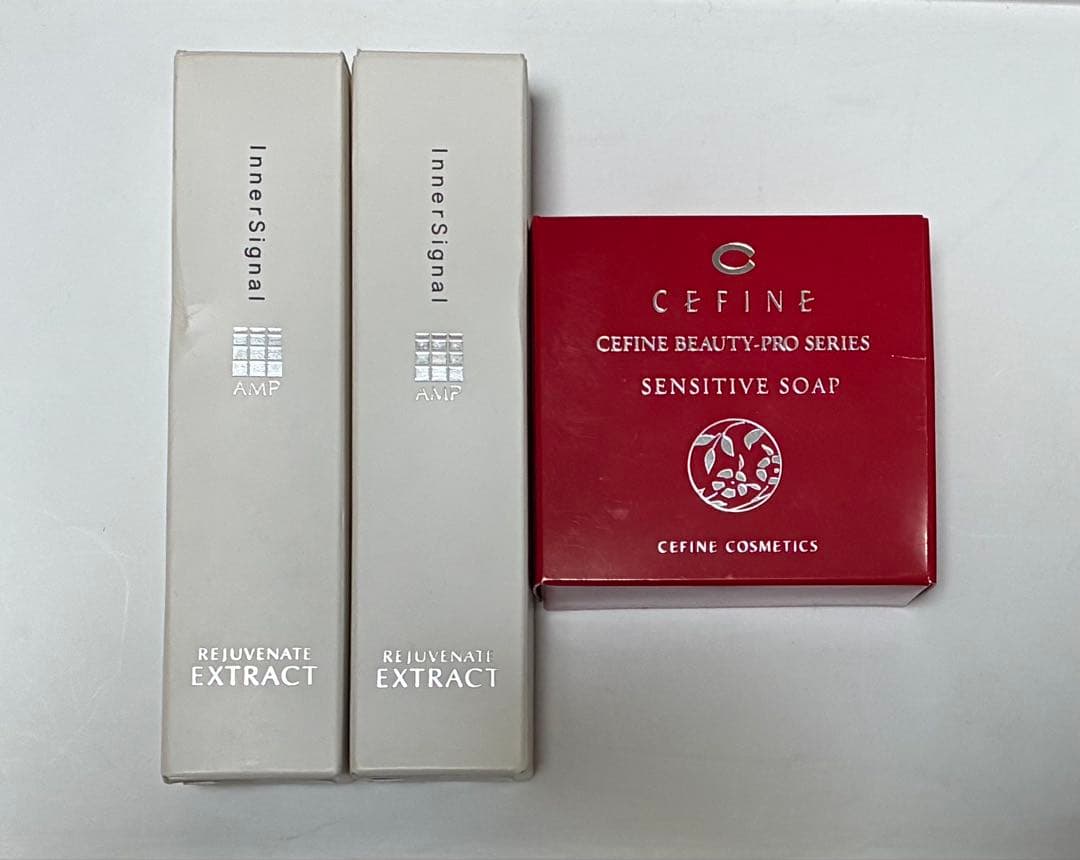 InnerSignal
AMP
REJUVENATE
EXTRACT
InnerSignal
AMP
REJUVENATE
EXTRACT
CEFINE
CEFINE BEAUTY-PRO SERIES
SENSITIVE SOAP
CEFINE COSMETICS